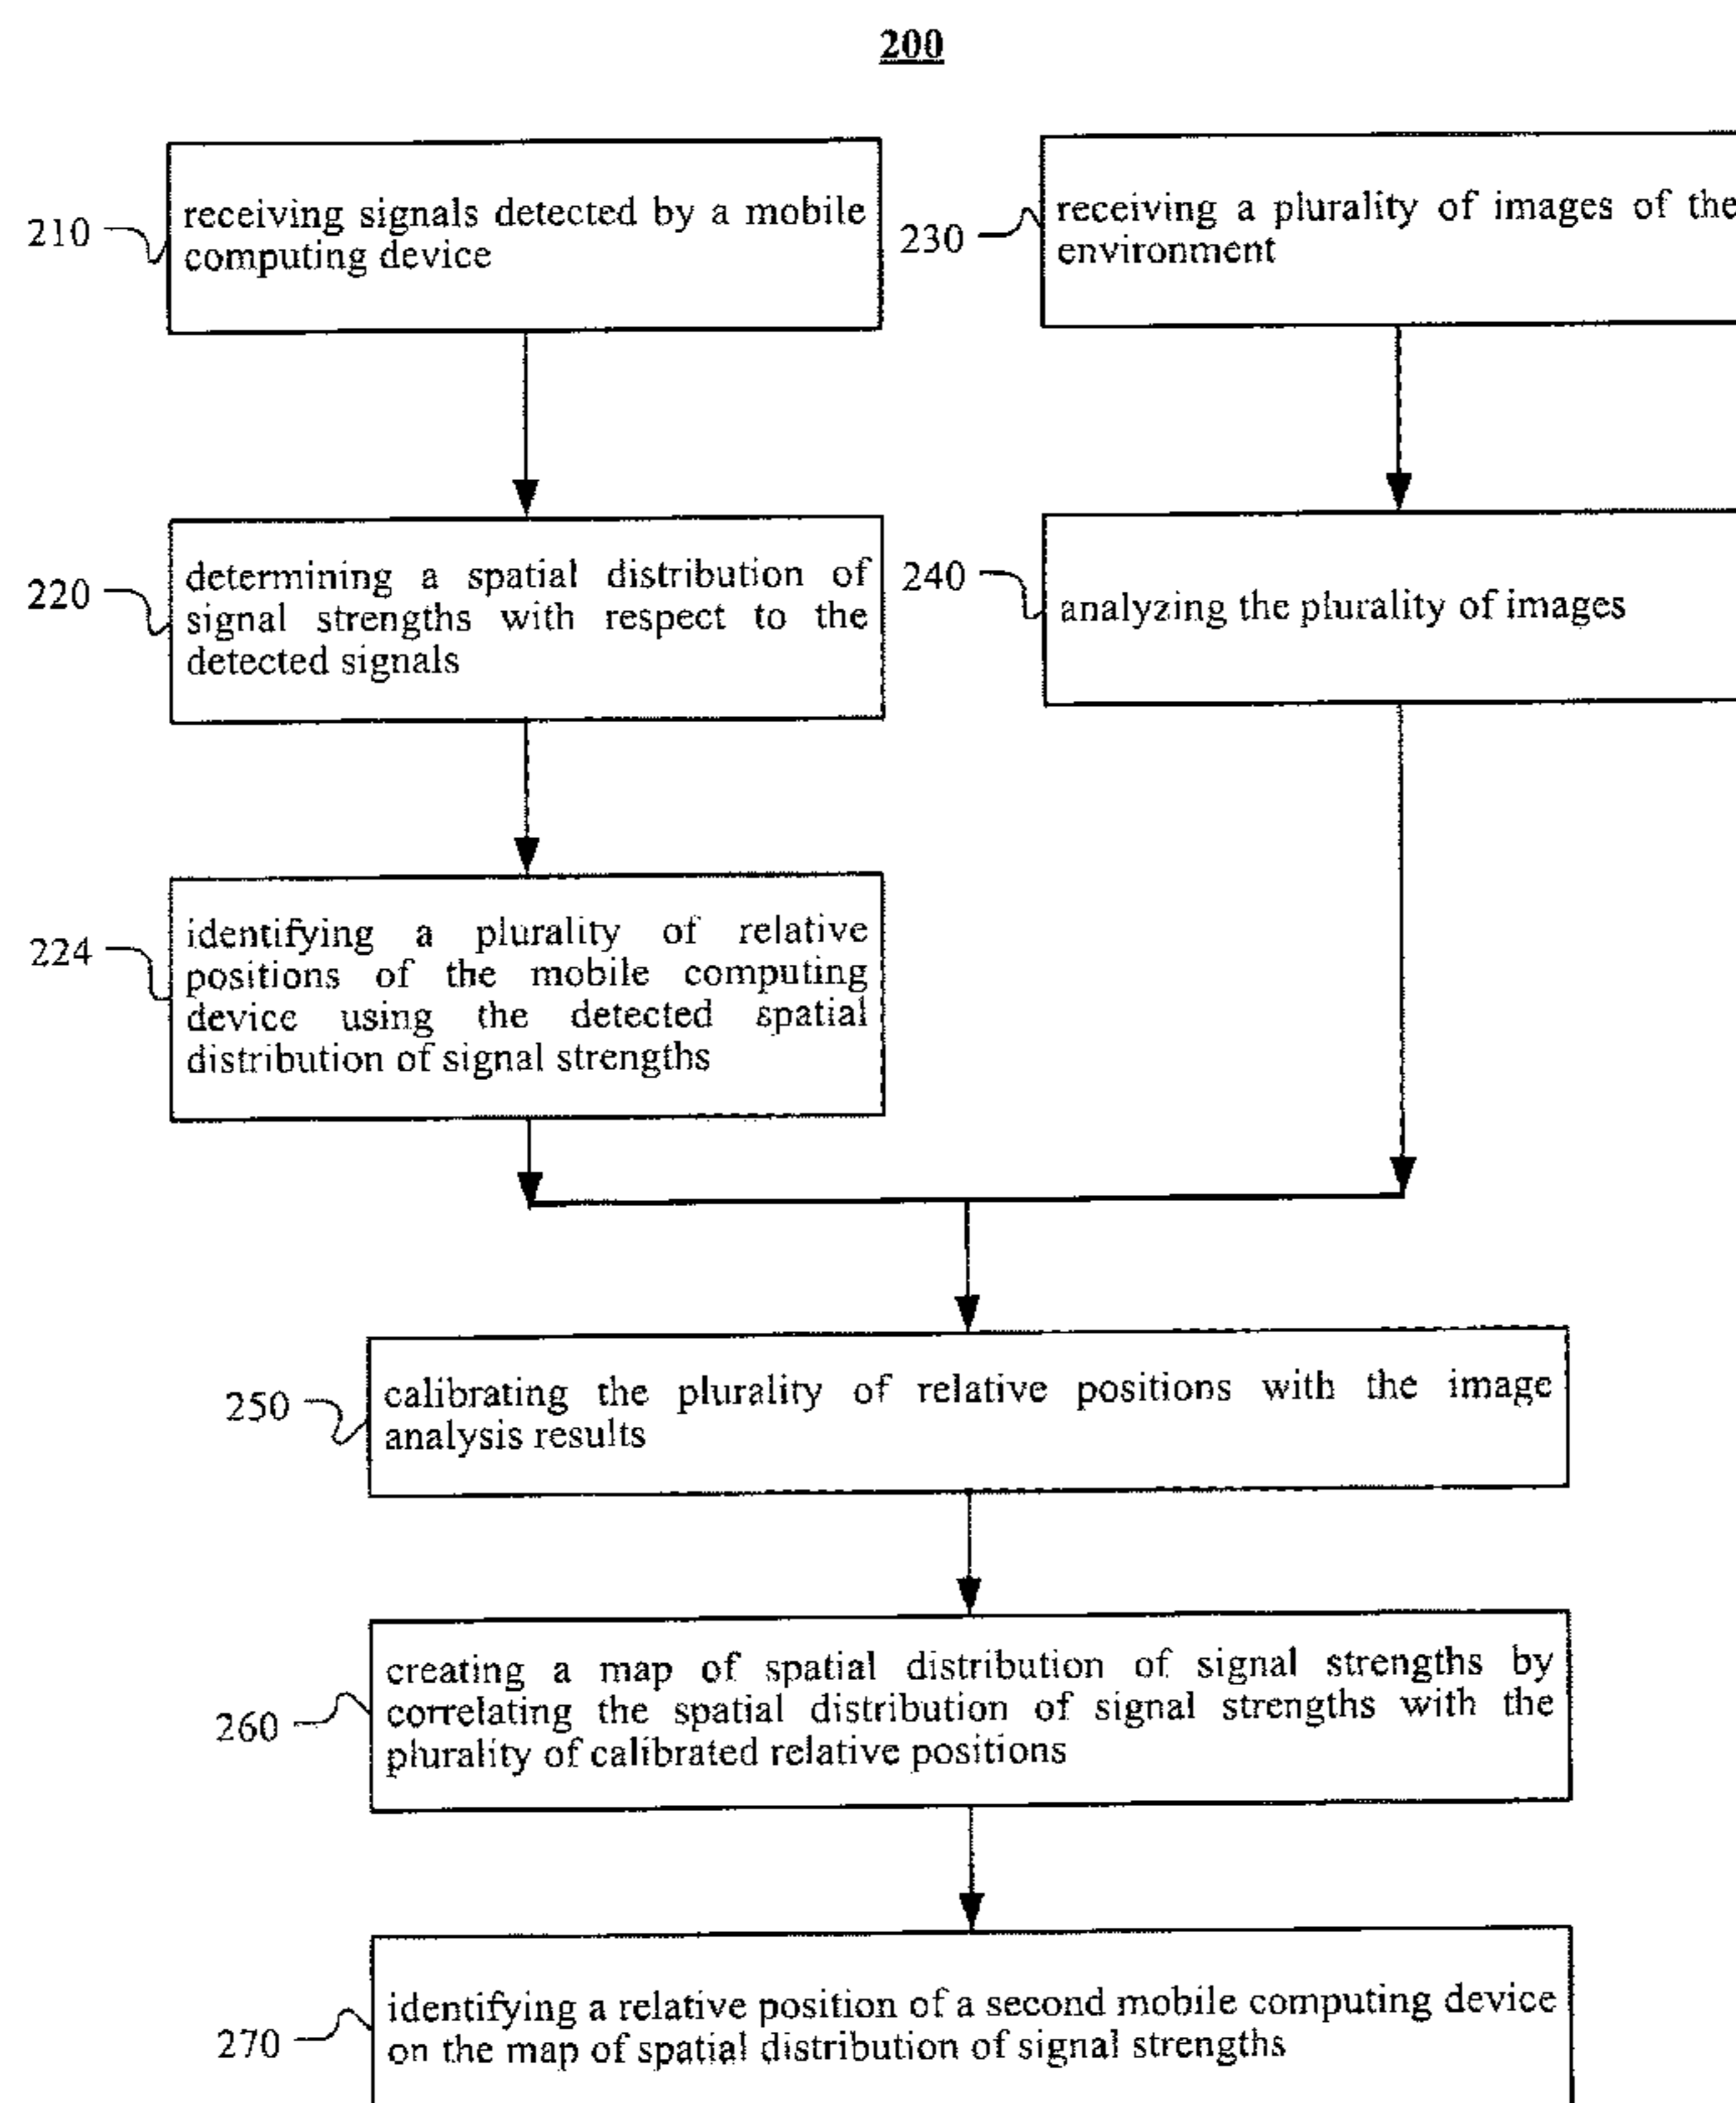 200
210
receiving signals detected by a mobile
computing device
230
receiving a plurality of images of the
environment
220
determining a spatial distribution of
signal strengths with respect to the
detected signals
240
analyzing the plurality of images
224
identifying a plurality of relative
positions of the mobile computing
device using the detected spatial
distribution of signal strengths
250
calibrating the plurality of relative positions with the image
analysis results
260
creating a map of spatial distribution of signal strengths by
correlating the spatial distribution of signal strengths with the
plurality of calibrated relative positions
270
identifying a relative position of a second mobile computing device
on the map of spatial distribution of signal strengths